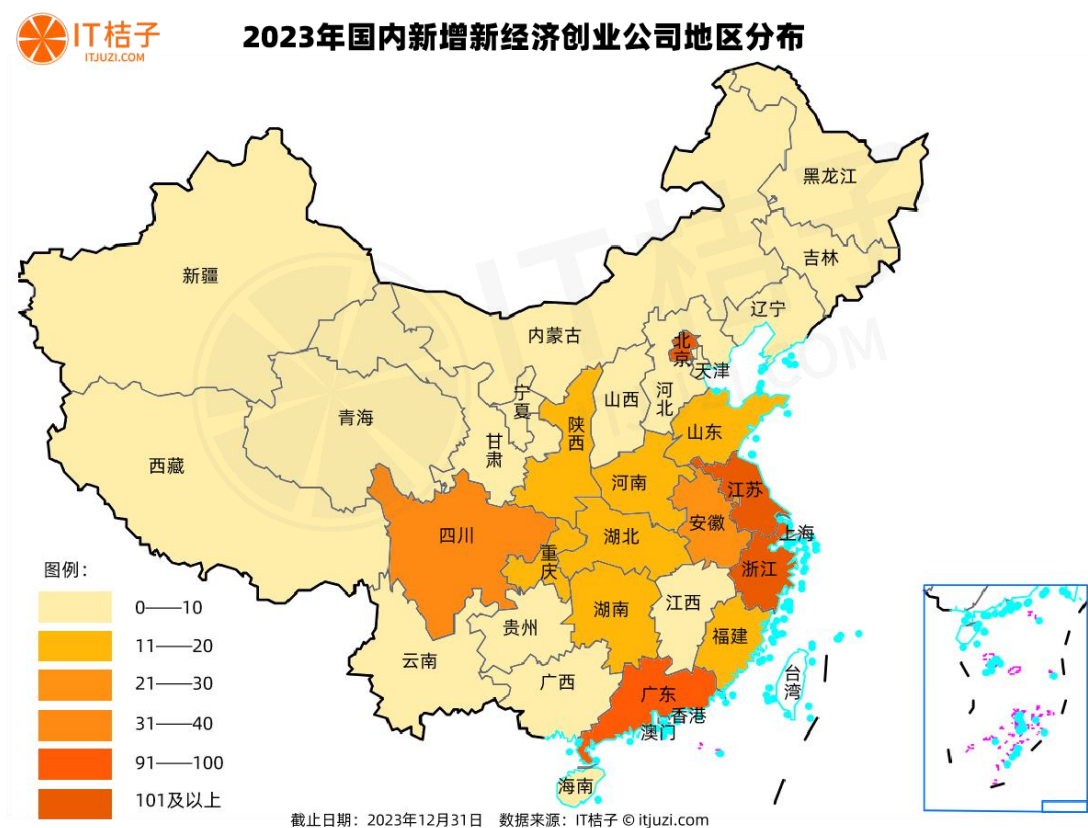 IT桔子
ITJUZI.COM
2023年国内新增新经济创业公司地区分布
黑龙江
吉林
新疆
辽宁
内蒙古
北京
天津
宁夏
山西
河北
青海
陕西
山东
甘肃
西藏
河南
江苏
安徽
四川
湖北
上海
重庆
浙江
图例：
0——10
湖南
江西
贵州
11——20
福建
云南
广西
台湾
21——30
广东
香港
31——40
澳门
91——100
海南
101及以上
截止日期：2023年12月31日 数据来源：IT桔子 © itjuzi.com
IT桔子
ITJUZI.COM